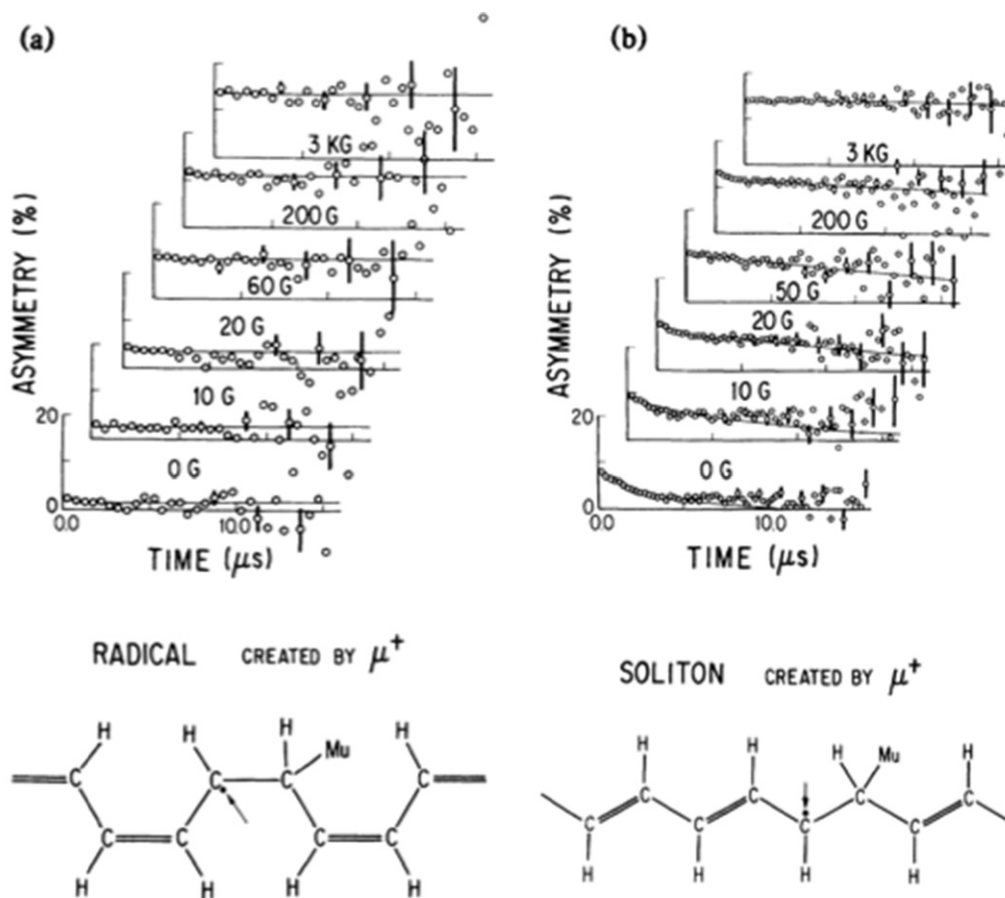 (a)
ASYMMETRY (%)
3 KG
200 G
60 G
20 G
10 G
20
0 G
0
0.0
10.0
TIME (μs)
(b)
ASYMMETRY (%)
3 KG
200 G
50 G
20 G
10 G
20
0 G
0
0.0
10.0
TIME (μs)
RADICAL CREATED BY μ+
H H H Mu H
C C C C
C C C C
H H H H
SOLITON CREATED BY μ+
H H H Mu H
C C C C
C C C C
H H H H